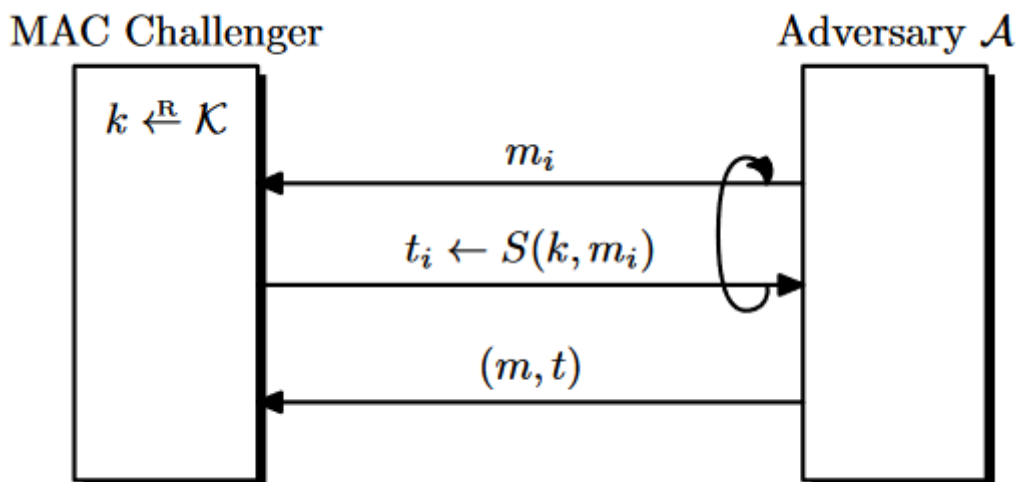 MAC Challenger
Adversary 𝒜
k ⟸ᴿ 𝒦
mᵢ
tᵢ ← S(k, mᵢ)
(m, t)